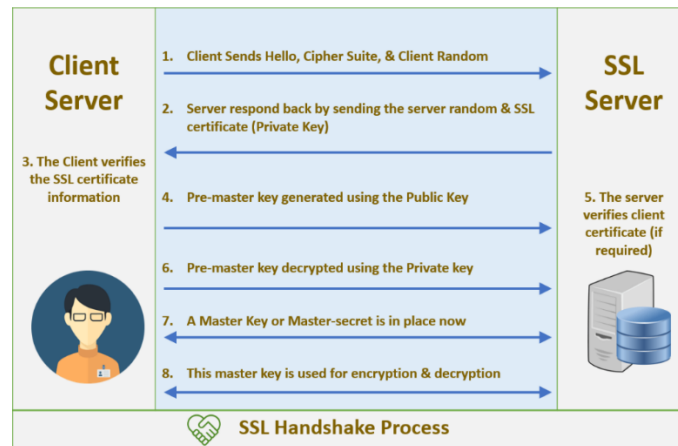 Client
Server
SSL
Server
1. Client Sends Hello, Cipher Suite, & Client Random
2. Server respond back by sending the server random & SSL
certificate (Private Key)
3. The Client verifies
the SSL certificate
information
4. Pre-master key generated using the Public Key
5. The server
verifies client
certificate (if
required)
6. Pre-master key decrypted using the Private key
7. A Master Key or Master-secret is in place now
8. This master key is used for encryption & decryption
SSL Handshake Process